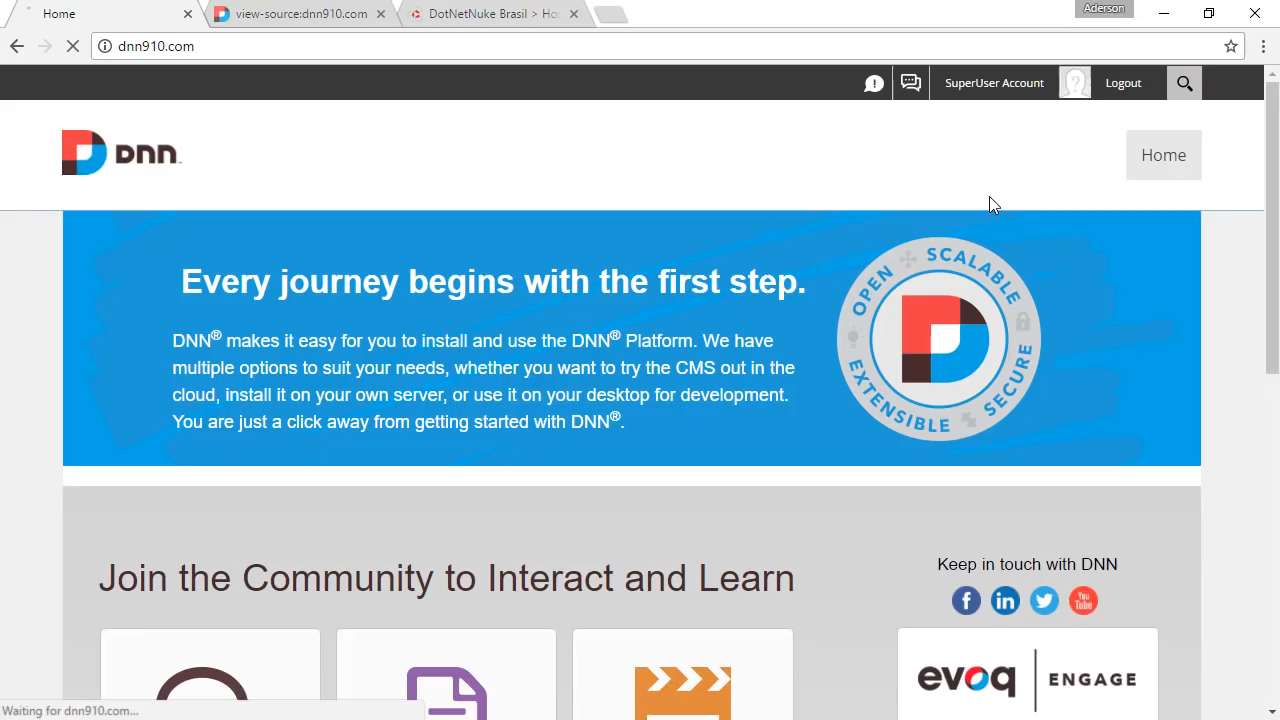 Home
view-source:dnn910.com
DotNetNuke Brasil > Ho
Aderson
dnn910.com
SuperUser Account
Logout
DNN
Home
Every journey begins with the first step.
DNN® makes it easy for you to install and use the DNN® Platform. We have
multiple options to suit your needs, whether you want to try the CMS out in the
cloud, install it on your own server, or use it on your desktop for development.
You are just a click away from getting started with DNN®.
OPEN SCALABLE
EXTENSIBLE SECURE
Join the Community to Interact and Learn
Keep in touch with DNN
f
in
You
Tube
evoq ENGAGE
Waiting for dnn910.com...